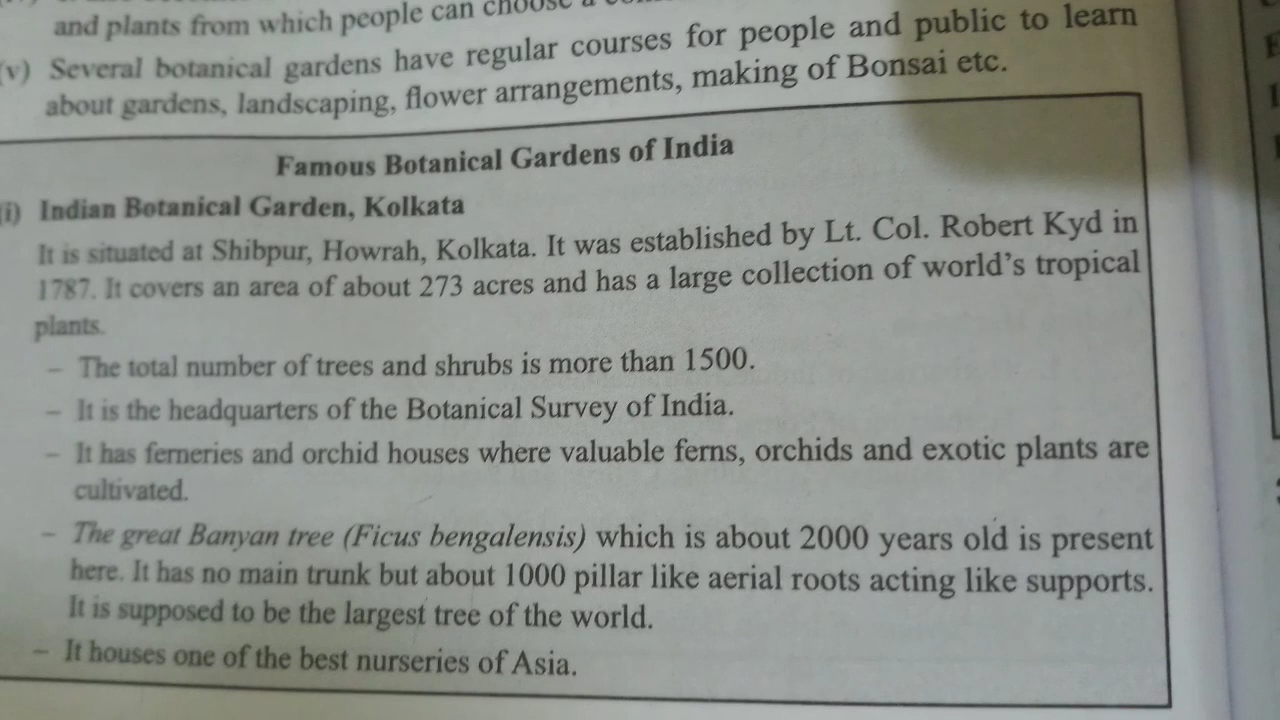 and plants from which people can choose a
(v) Several botanical gardens have regular courses for people and public to learn
about gardens, landscaping, flower arrangements, making of Bonsai etc.
Famous Botanical Gardens of India
(i) Indian Botanical Garden, Kolkata
It is situated at Shibpur, Howrah, Kolkata. It was established by Lt. Col. Robert Kyd in
1787. It covers an area of about 273 acres and has a large collection of world's tropical
plants.
– The total number of trees and shrubs is more than 1500.
– It is the headquarters of the Botanical Survey of India.
– It has ferneries and orchid houses where valuable ferns, orchids and exotic plants are
cultivated.
– The great Banyan tree (Ficus bengalensis) which is about 2000 years old is present
here. It has no main trunk but about 1000 pillar like aerial roots acting like supports.
It is supposed to be the largest tree of the world.
– It houses one of the best nurseries of Asia.